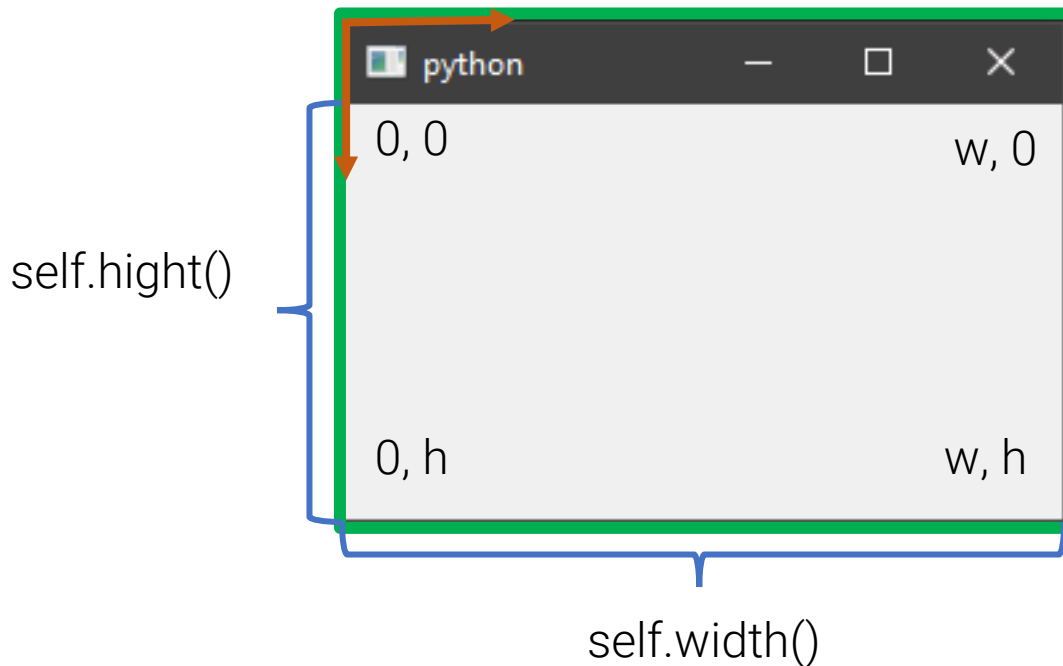 python
0, 0
w, 0
self.hight()
0, h
w, h
self.width()